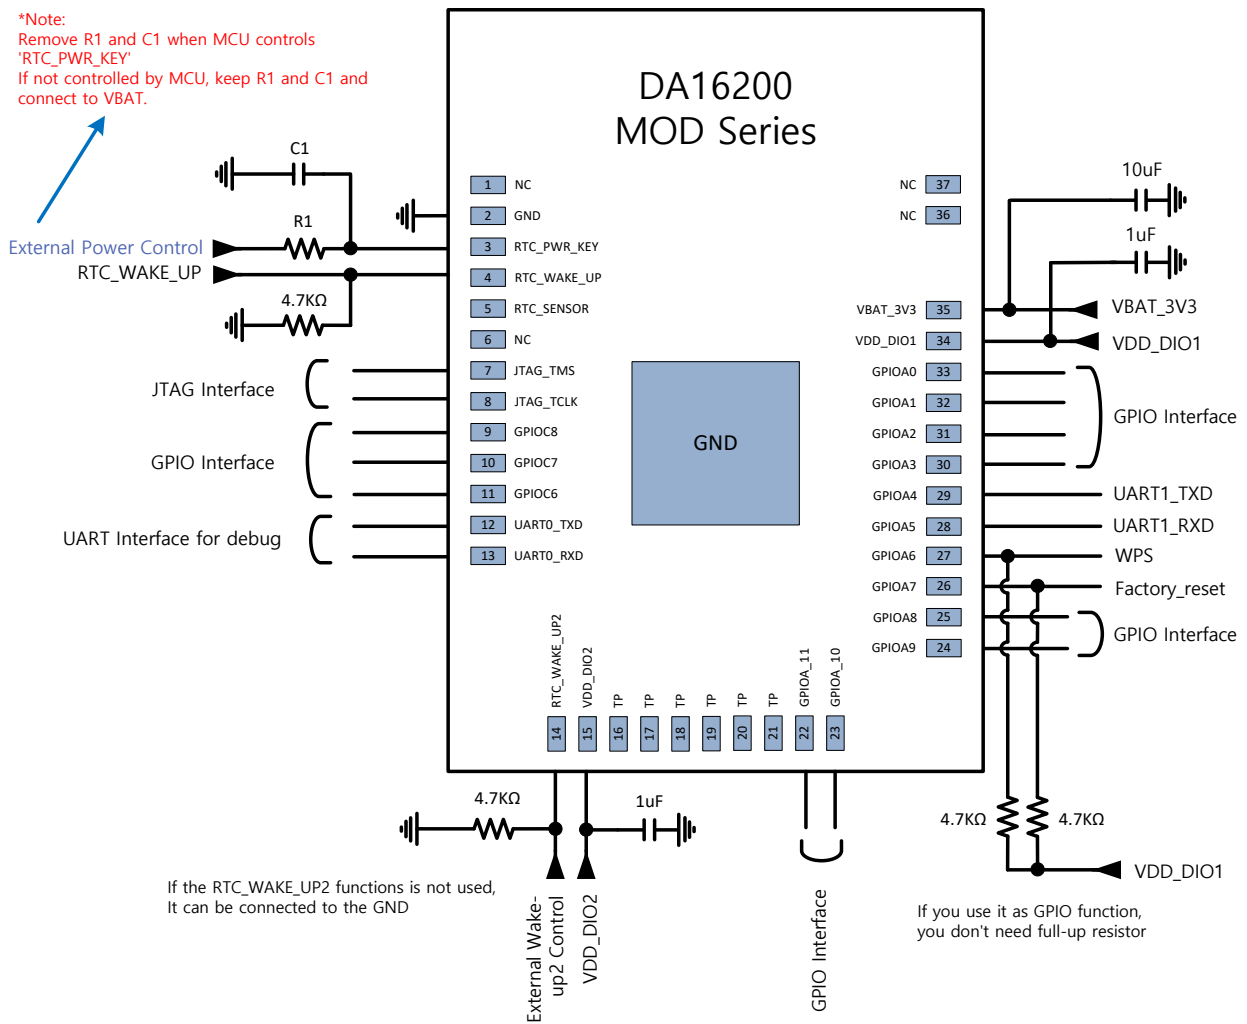 *Note:
Remove R1 and C1 when MCU controls
'RTC_PWR_KEY'
If not controlled by MCU, keep R1 and C1 and
connect to VBAT.
DA16200
MOD Series
C1
R1
External Power Control
RTC_WAKE_UP
4.7KΩ
JTAG Interface
GPIO Interface
UART Interface for debug
1 NC
2 GND
3 RTC_PWR_KEY
4 RTC_WAKE_UP
5 RTC_SENSOR
6 NC
7 JTAG_TMS
8 JTAG_TCLK
9 GPIOC8
10 GPIOC7
11 GPIOC6
12 UART0_TXD
13 UART0_RXD
GND
NC 37
NC 36
VBAT_3V3 35
VDD_DIO1 34
GPIOA0 33
GPIOA1 32
GPIOA2 31
GPIOA3 30
GPIOA4 29
GPIOA5 28
GPIOA6 27
GPIOA7 26
GPIOA8 25
GPIOA9 24
10uF
1uF
VBAT_3V3
VDD_DIO1
GPIO Interface
UART1_TXD
UART1_RXD
WPS
Factory_reset
GPIO Interface
RTC_WAKE_UP2
VDD_DIO2
TP
TP
TP
TP
TP
TP
GPIOA_11
GPIOA_10
14
15
16
17
18
19
20
21
22
23
4.7KΩ
1uF
4.7KΩ
4.7KΩ
VDD_DIO1
If the RTC_WAKE_UP2 functions is not used,
It can be connected to the GND
External Wake-
up2 Control
VDD_DIO2
GPIO Interface
If you use it as GPIO function,
you don't need full-up resistor